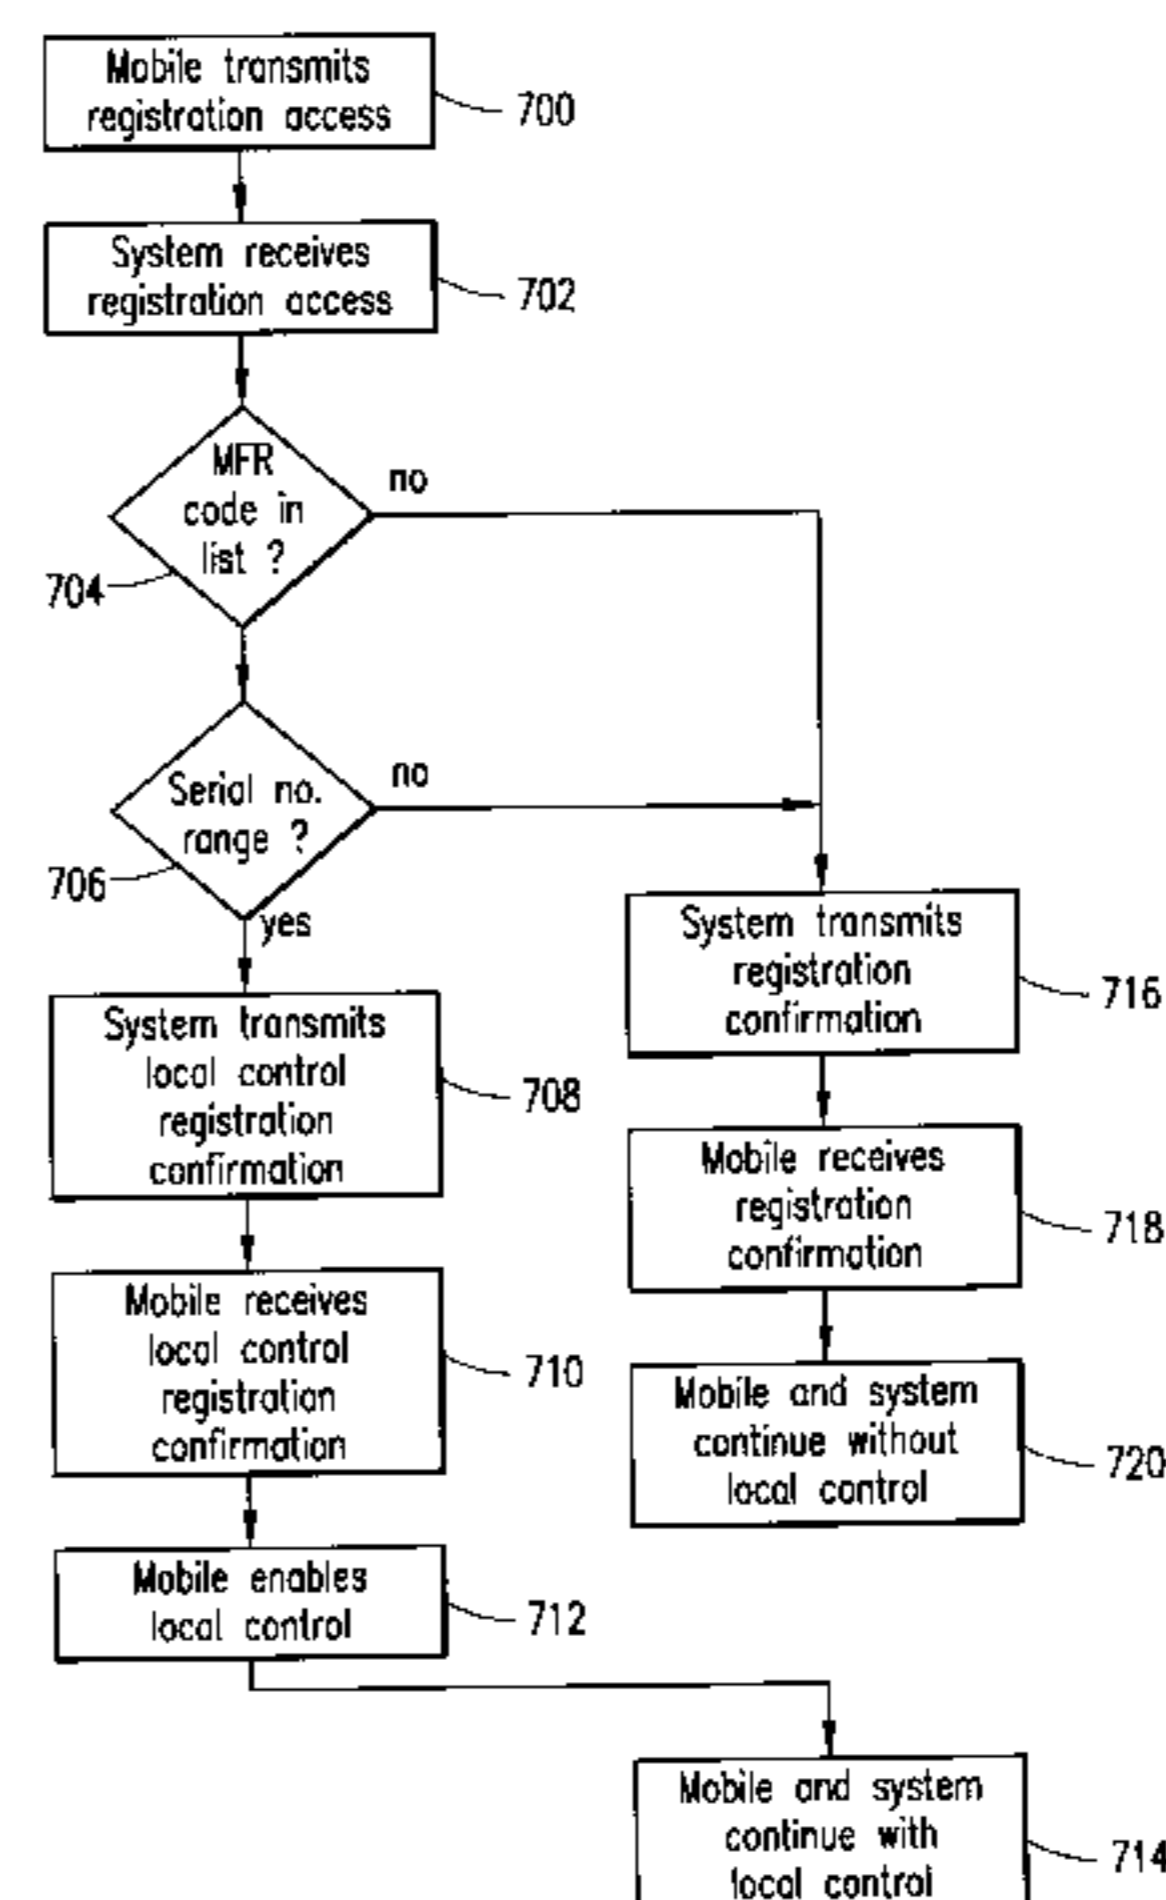 Mobile transmits
registration access
700
System receives
registration access
702
MFR
code in
list ?
no
704
Serial no.
range ?
no
706
yes
System transmits
local control
registration
confirmation
708
System transmits
registration
confirmation
716
Mobile receives
registration
confirmation
718
Mobile receives
local control
registration
confirmation
710
Mobile and system
continue without
local control
720
Mobile enables
local control
712
Mobile and system
continue with
local control
714